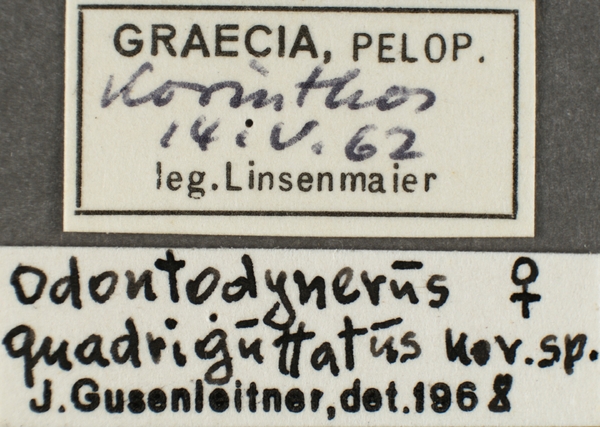 GRAECIA, PELOP.
Korinthos
14.V.62
leg.Linsenmaier
Odontodynerus ♀
quadriguttatus nov.sp.
J.Gusenleitner, det.1968